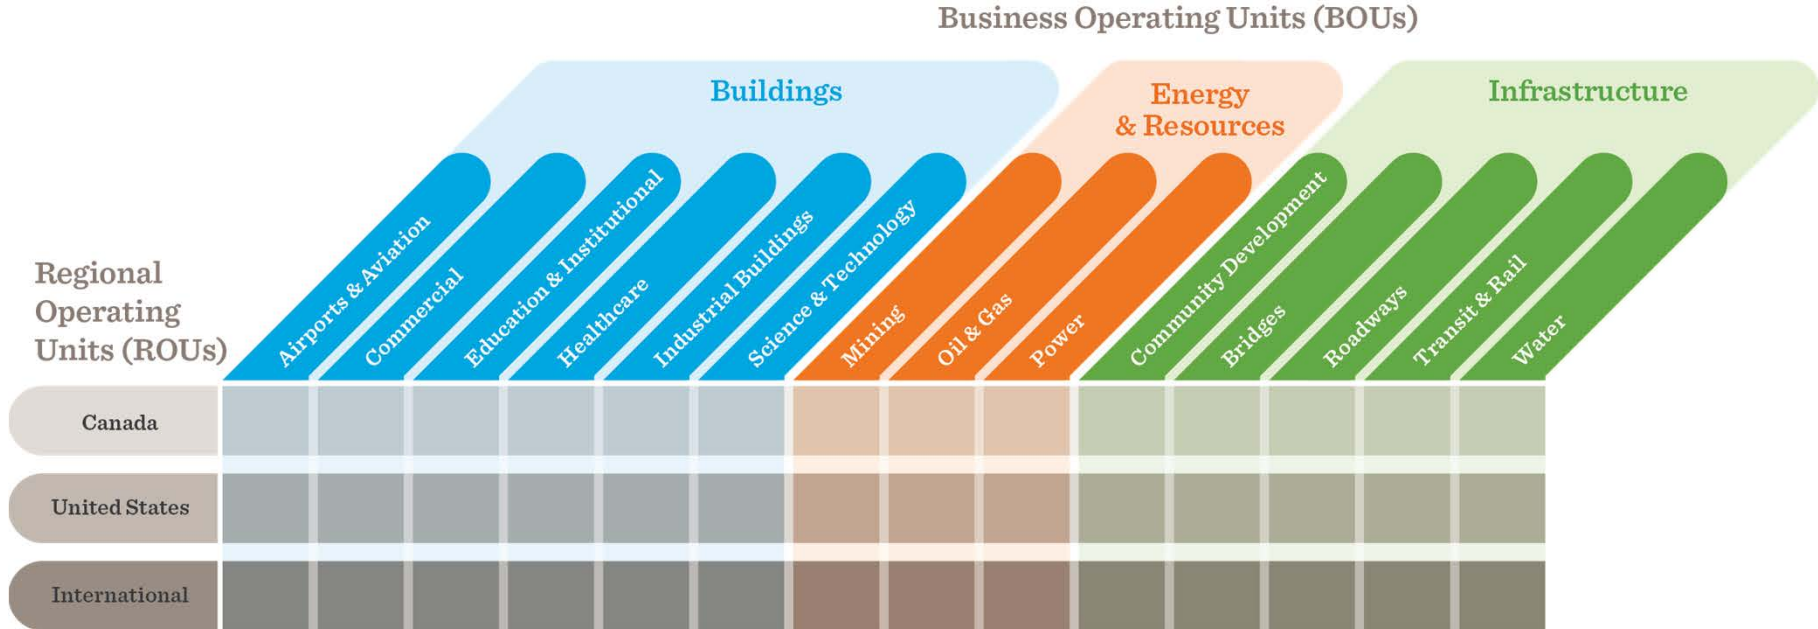 Business Operating Units (BOUs)
Buildings
Energy
& Resources
Infrastructure
Regional
Operating
Units (ROUs)
Airports & Aviation
Commercial
Education & Institutional
Healthcare
Industrial Buildings
Science & Technology
Mining
Oil & Gas
Power
Community Development
Bridges
Roadways
Transit & Rail
Water
Canada
United States
International